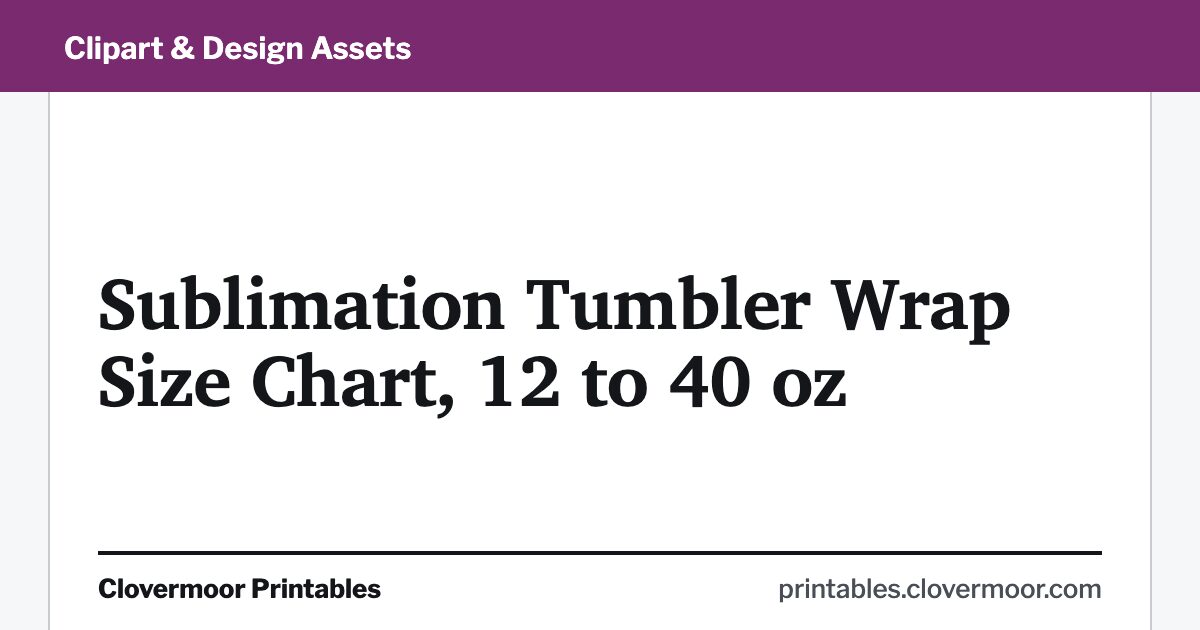 Clipart & Design Assets
Sublimation Tumbler Wrap
Size Chart, 12 to 40 oz
Clovermoor Printables
printables.clovermoor.com